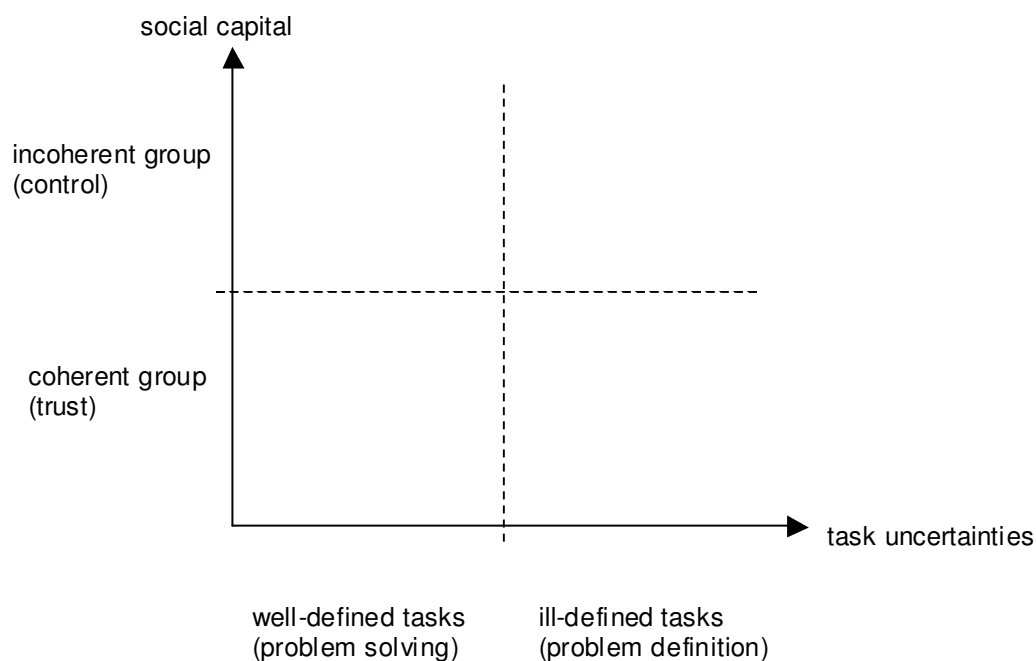 social capital
incoherent group
(control)
coherent group
(trust)
task uncertainties
well-defined tasks
(problem solving)
ill-defined tasks
(problem definition)